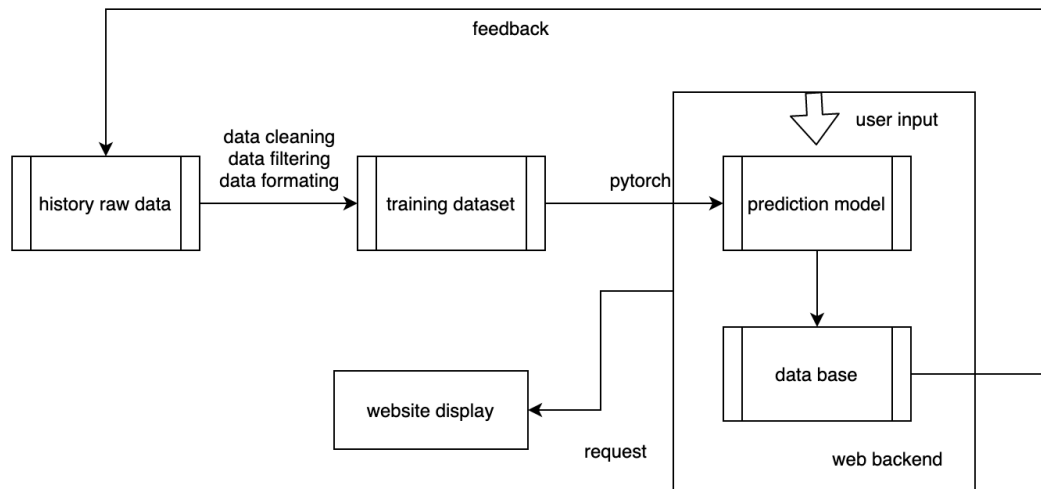 feedback
user input
data cleaning
data filtering
data formating
history raw data
training dataset
pytorch
prediction model
data base
website display
request
web backend